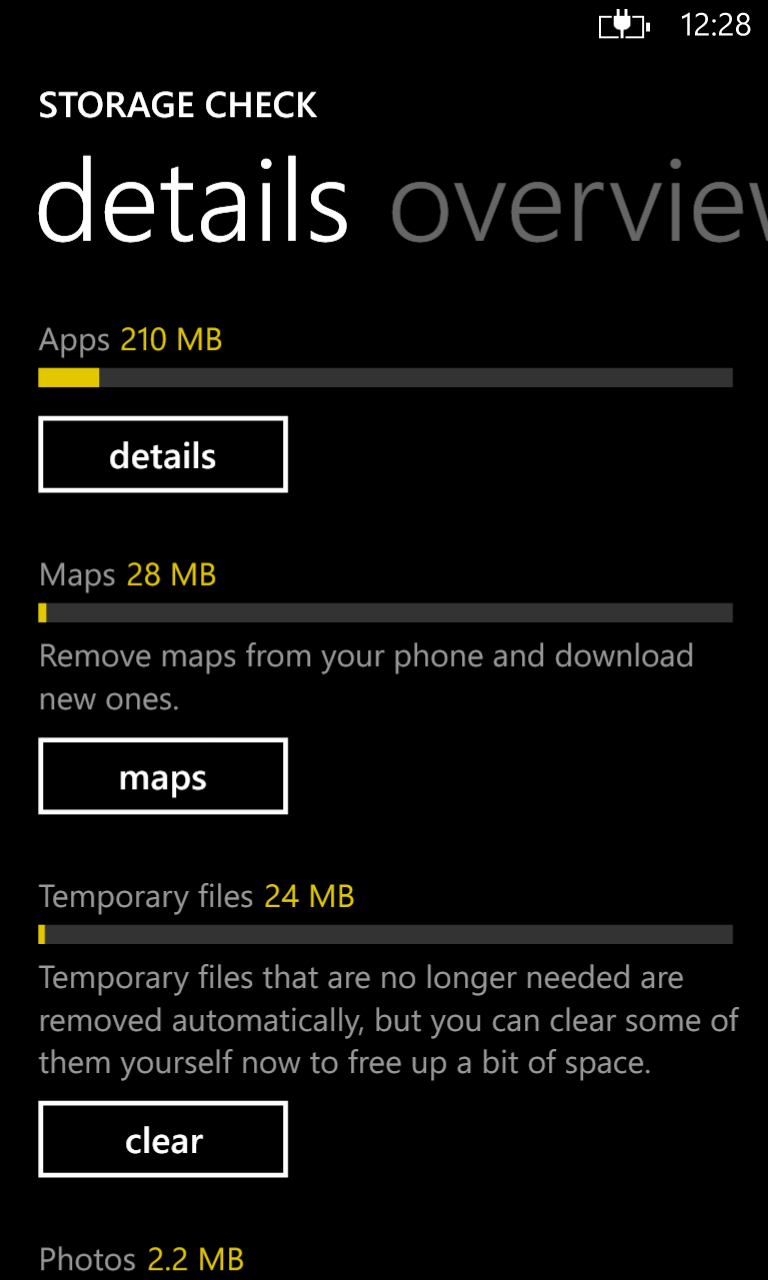 12:28
STORAGE CHECK
details overvie
Apps 210 MB
details
Maps 28 MB
Remove maps from your phone and download
new ones.
maps
Temporary files 24 MB
Temporary files that are no longer needed are
removed automatically, but you can clear some of
them yourself now to free up a bit of space.
clear
Photos 2.2 MB